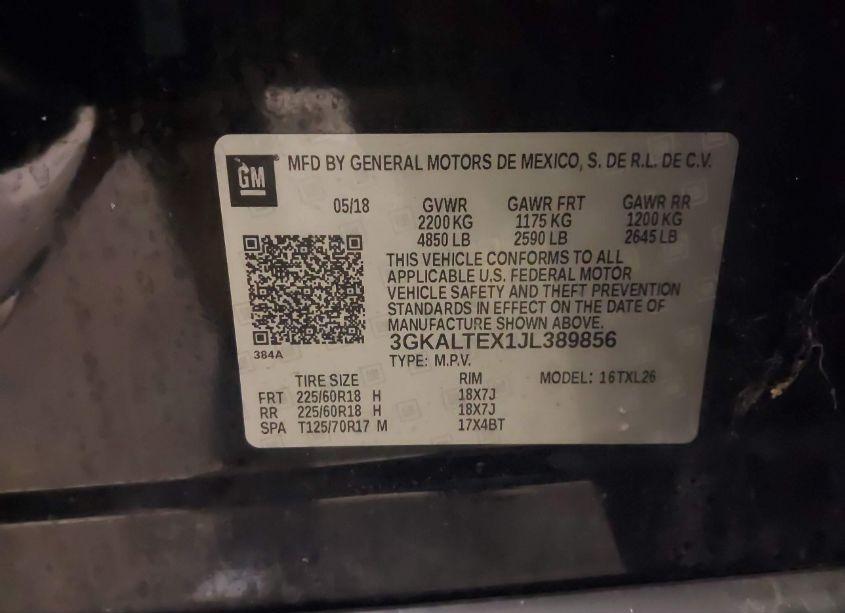 GM
MFD BY GENERAL MOTORS DE MEXICO, S. DE R.L. DE C.V.
05/18 GVWR GAWR FRT GAWR RR
2200 KG 1175 KG 1200 KG
4850 LB 2590 LB 2645 LB
THIS VEHICLE CONFORMS TO ALL
APPLICABLE U.S. FEDERAL MOTOR
VEHICLE SAFETY AND THEFT PREVENTION
STANDARDS IN EFFECT ON THE DATE OF
MANUFACTURE SHOWN ABOVE.
3GKALTEX1JL389856
384A
TYPE: M.P.V.
TIRE SIZE RIM MODEL: 16TXL26
FRT 225/60R18 H 18X7J
RR 225/60R18 H 18X7J
SPA T125/70R17 M 17X4BT